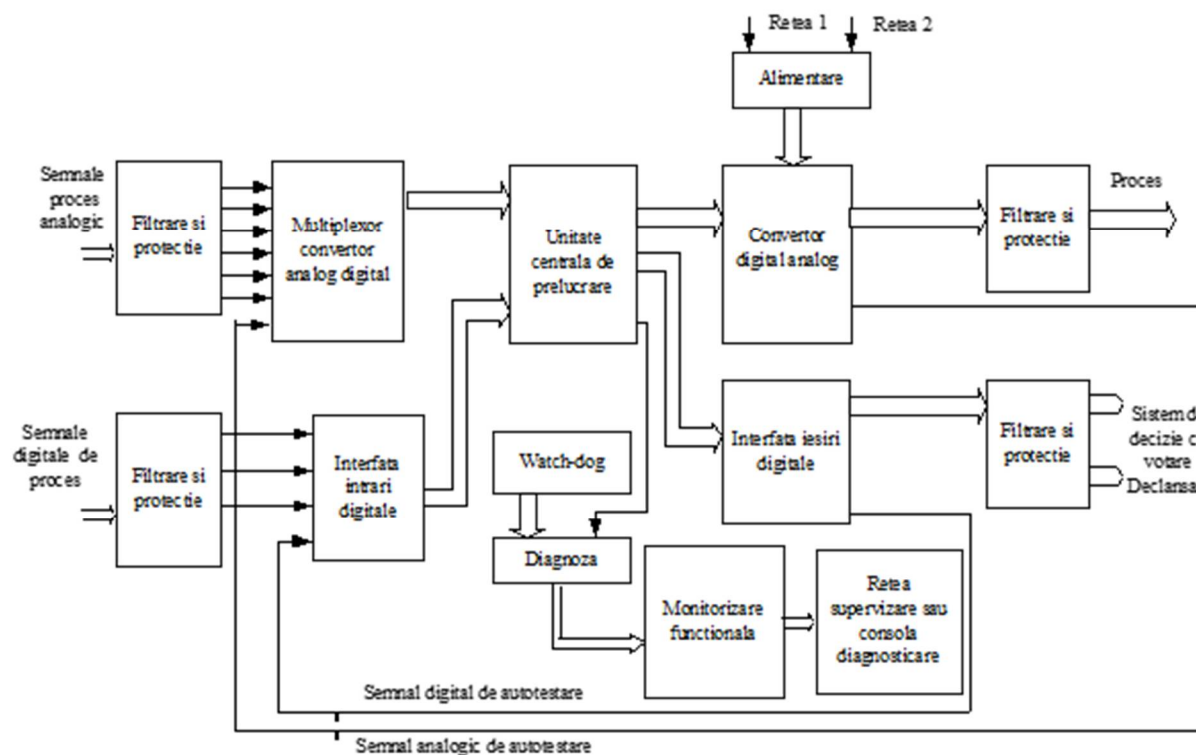 Retea 1
Retea 2
Alimentare
Semnale
proces
analogic
Filtrare si
protectie
Multiplexor
convertor
analog digital
Unitate
centrala de
prelucrare
Convertor
digital analog
Filtrare si
protectie
Proces
Semnale
digitale de
proces
Filtrare si
protectie
Interfata
intrari
digitale
Watch-dog
Diagnoza
Interfata iesiri
digitale
Filtrare si
protectie
Sistem d
decizie c
votare
Declansa
Monitorizare
functionala
Retea
supervizare sau
consola
diagnosticare
Semnal digital de autotestare
Semnal analogic de autotestare